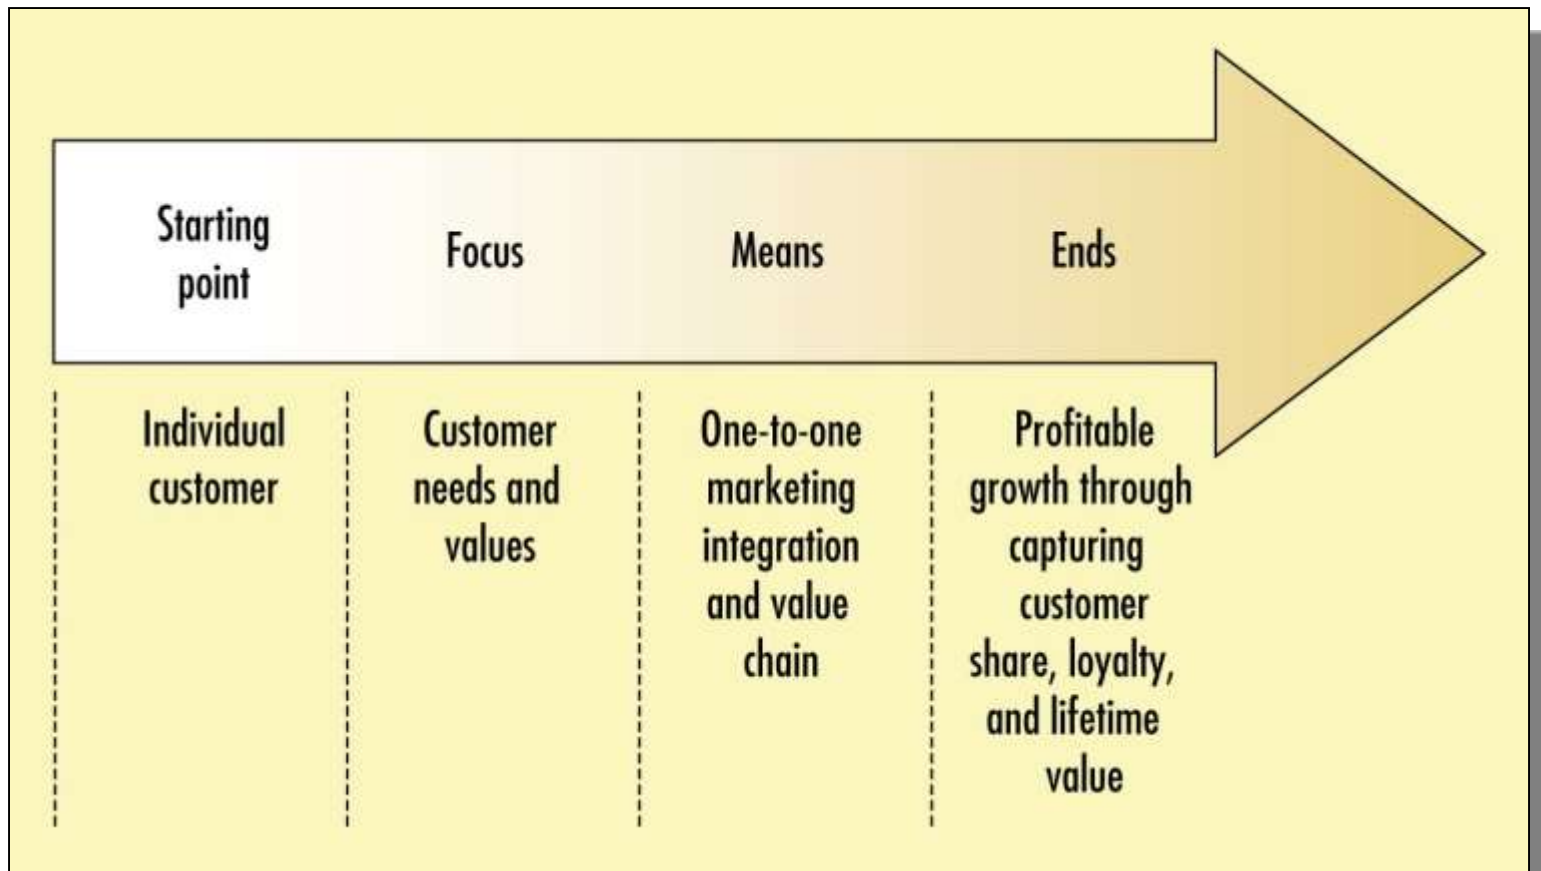 Starting
point
Focus
Means
Ends
Individual
customer
Customer
needs and
values
One-to-one
marketing
integration
and value
chain
Profitable
growth through
capturing
customer
share, loyalty,
and lifetime
value